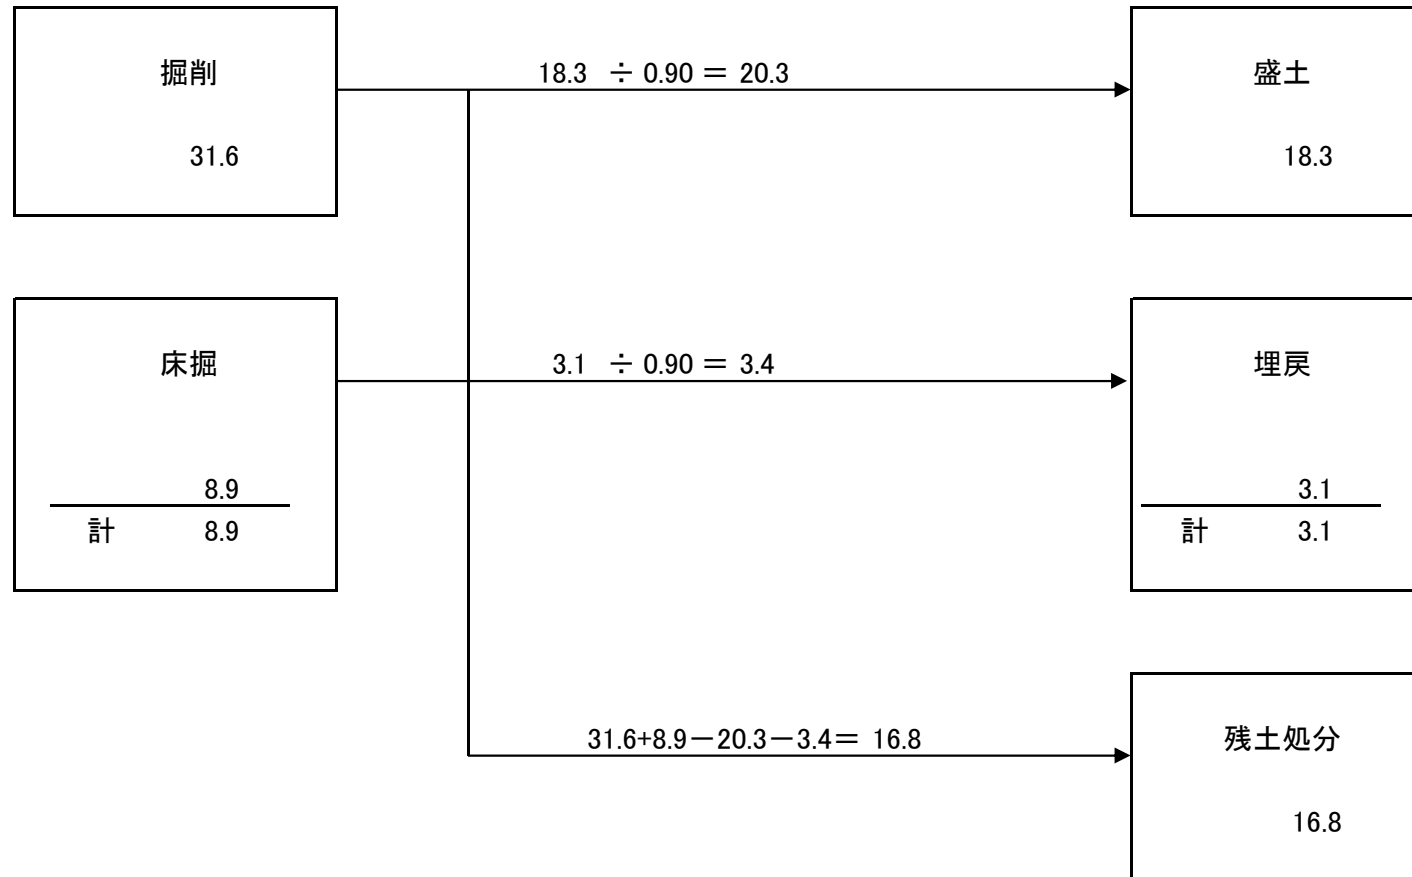 掘削
18.3 ÷ 0.90 = 20.3
盛土
31.6
18.3
床掘
3.1 ÷ 0.90 = 3.4
埋戻
8.9
3.1
計 8.9
計 3.1
31.6+8.9－20.3－3.4＝ 16.8
残土処分
16.8